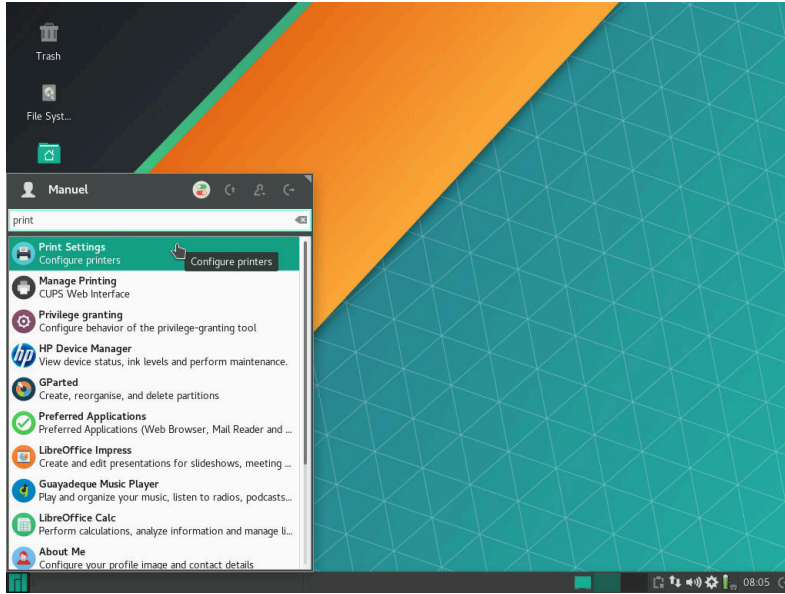 Trash
File Syst...
Manuel
print
Print Settings
Configure printers
Configure printers
Manage Printing
CUPS Web Interface
Privilege granting
Configure behavior of the privilege-granting tool
HP Device Manager
View device status, ink levels and perform maintenance.
GParted
Create, reorganise, and delete partitions
Preferred Applications
Preferred Applications (Web Browser, Mail Reader and ...
LibreOffice Impress
Create and edit presentations for slideshows, meeting ...
Guayadeque Music Player
Play and organize your music, listen to radios, podcasts...
LibreOffice Calc
Perform calculations, analyze information and manage li...
About Me
Configure your profile image and contact details
08:05